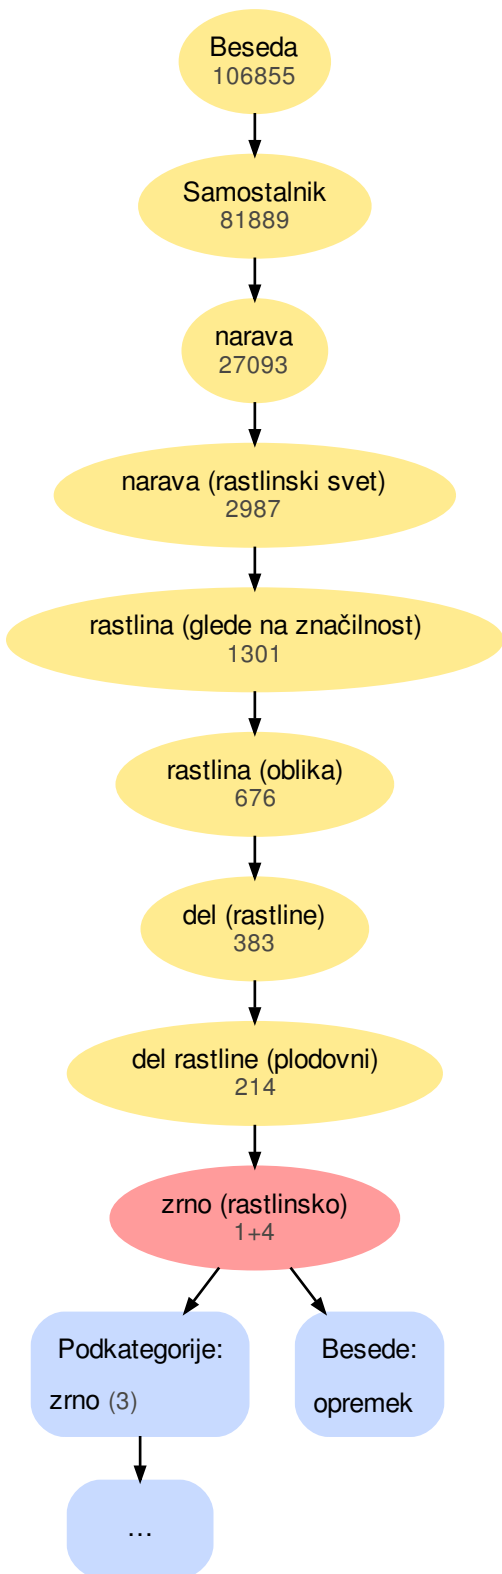 Beseda
106855
Samostalnik
81889
narava
27093
narava (rastlinski svet)
2987
rastlina (glede na značilnost)
1301
rastlina (oblika)
676
del (rastline)
383
del rastline (plodovni)
214
zrno (rastlinsko)
1+4
Podkategorije:
zrno (3)
Besede:
opremek
…